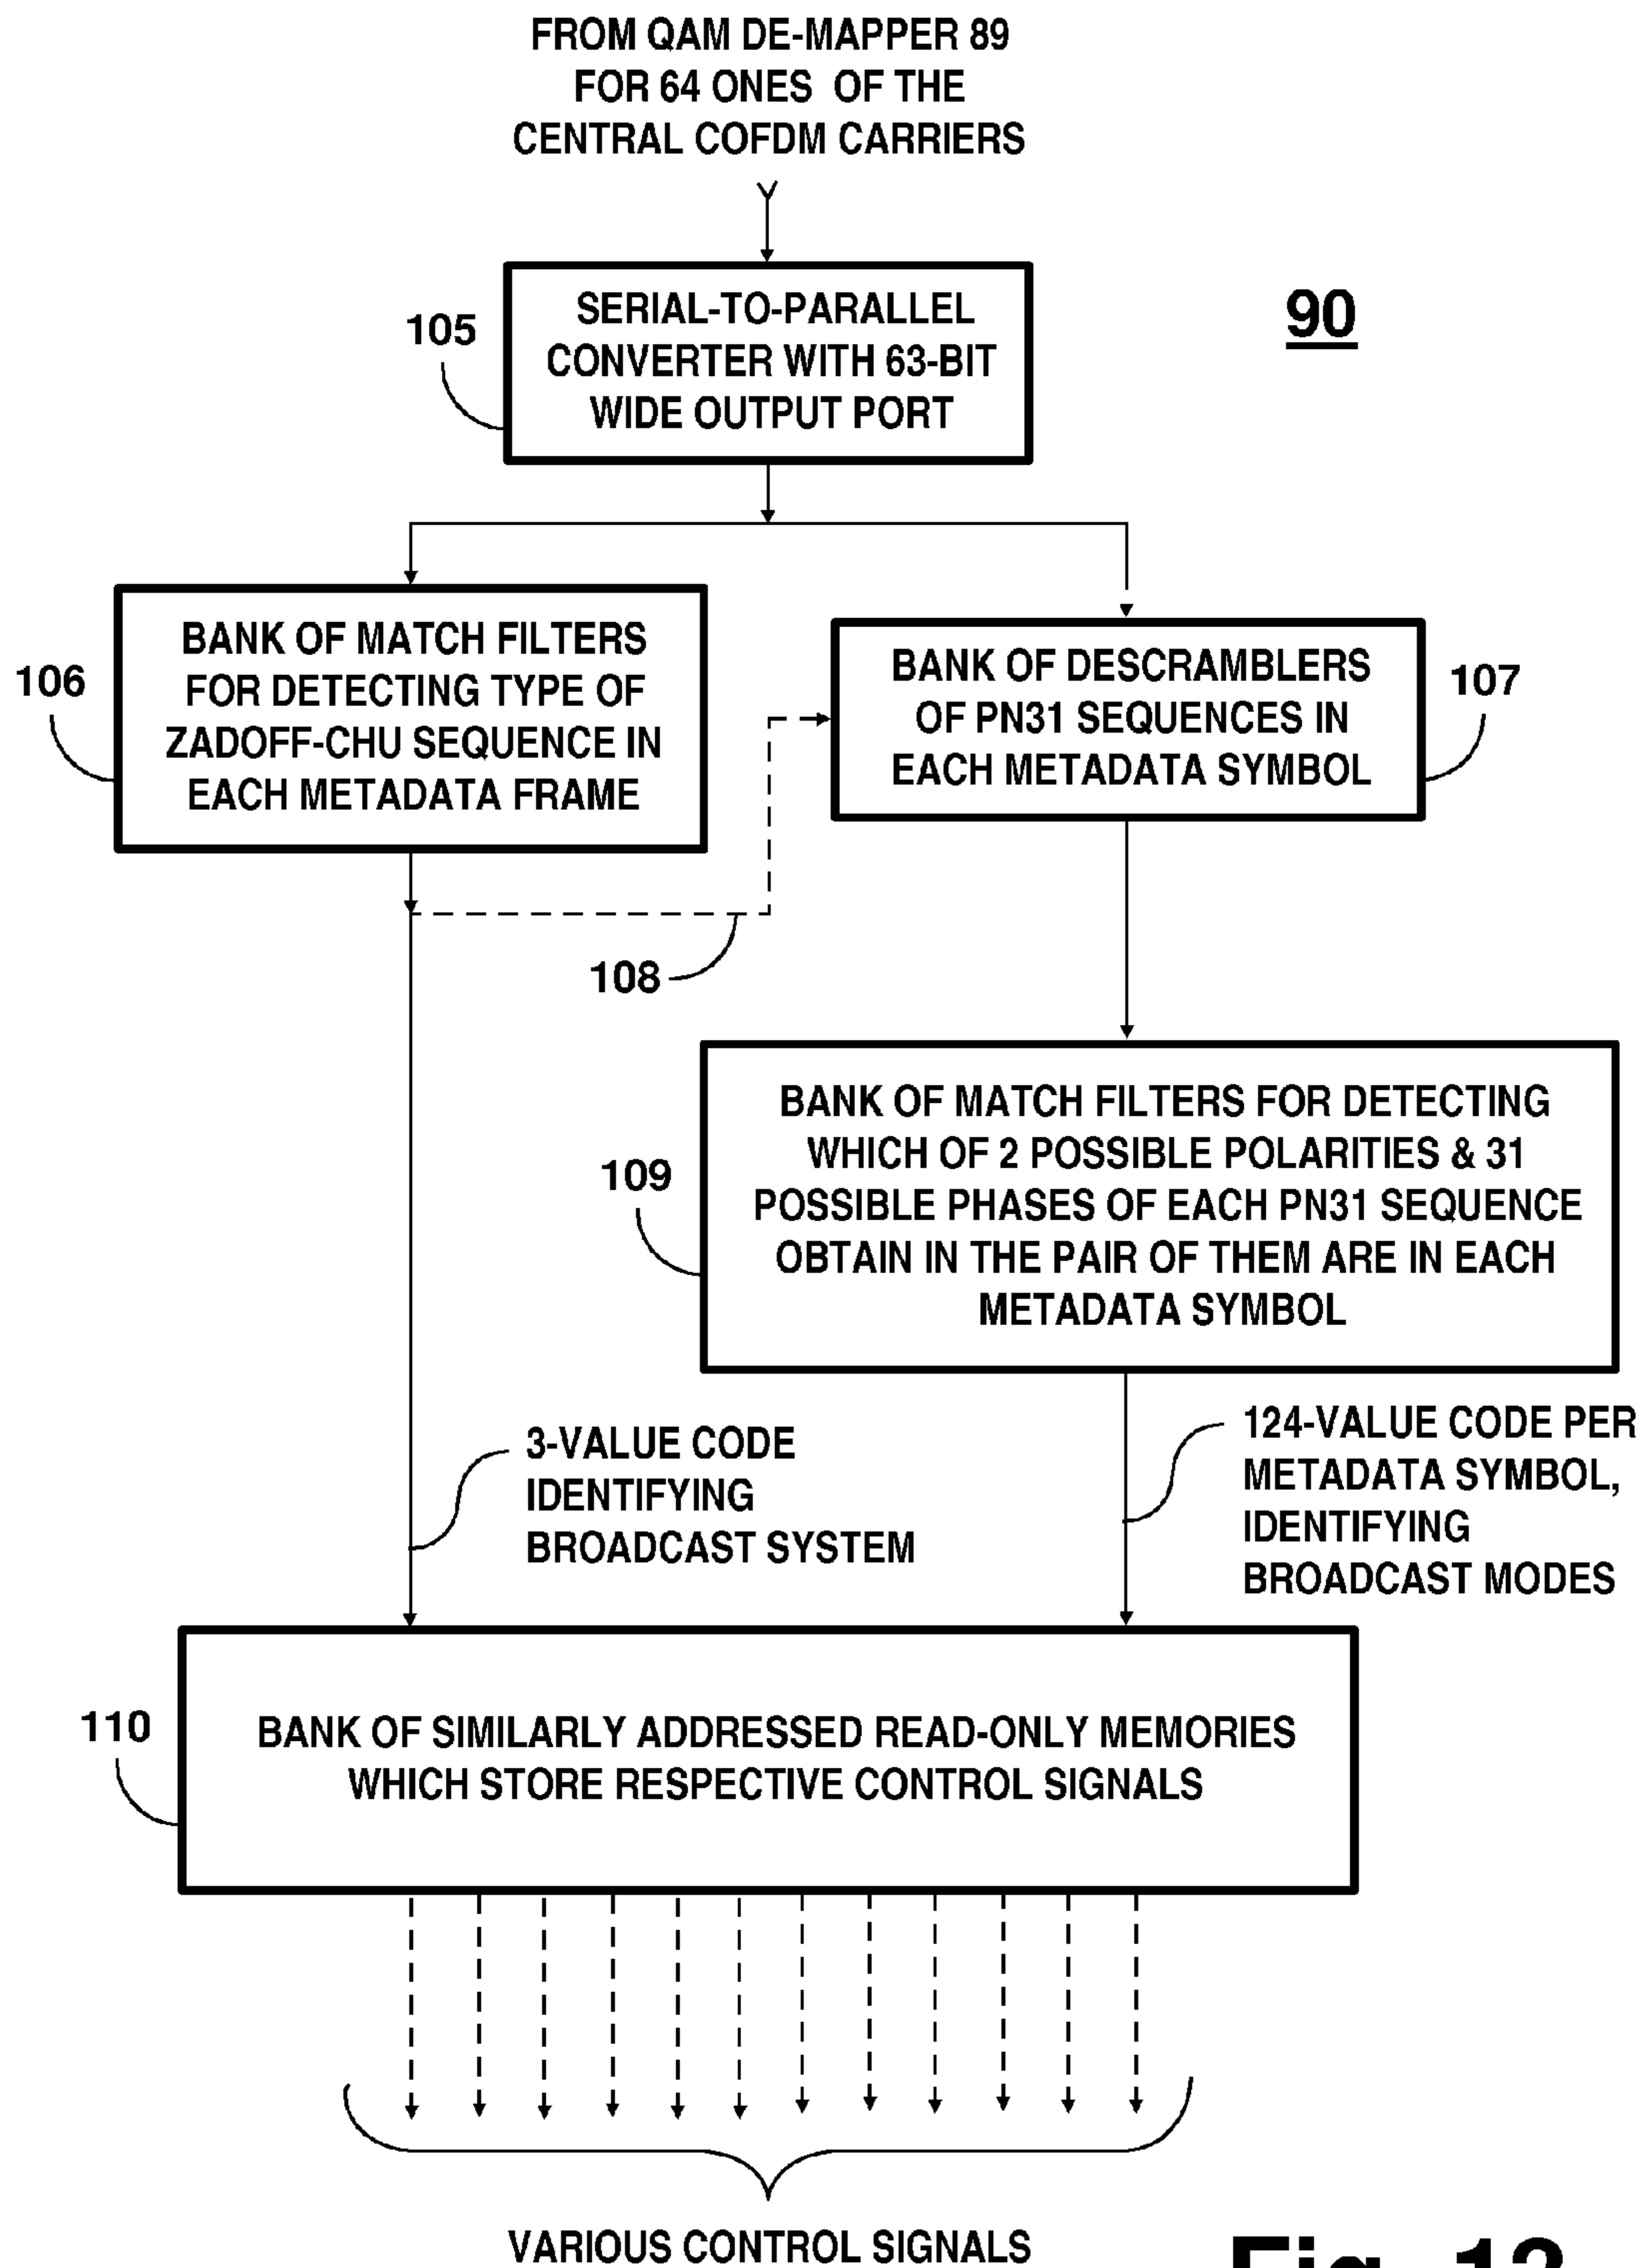 FROM QAM DE-MAPPER 89
FOR 64 ONES OF THE
CENTRAL COFDM CARRIERS
90
105
SERIAL-TO-PARALLEL
CONVERTER WITH 63-BIT
WIDE OUTPUT PORT
106
BANK OF MATCH FILTERS
FOR DETECTING TYPE OF
ZADOFF-CHU SEQUENCE IN
EACH METADATA FRAME
BANK OF DESCRAMBLERS
OF PN31 SEQUENCES IN
EACH METADATA SYMBOL
107
108
109
BANK OF MATCH FILTERS FOR DETECTING
WHICH OF 2 POSSIBLE POLARITIES & 31
POSSIBLE PHASES OF EACH PN31 SEQUENCE
OBTAIN IN THE PAIR OF THEM ARE IN EACH
METADATA SYMBOL
3-VALUE CODE
IDENTIFYING
BROADCAST SYSTEM
124-VALUE CODE PER
METADATA SYMBOL,
IDENTIFYING
BROADCAST MODES
110
BANK OF SIMILARLY ADDRESSED READ-ONLY MEMORIES
WHICH STORE RESPECTIVE CONTROL SIGNALS
VARIOUS CONTROL SIGNALS
Fig.